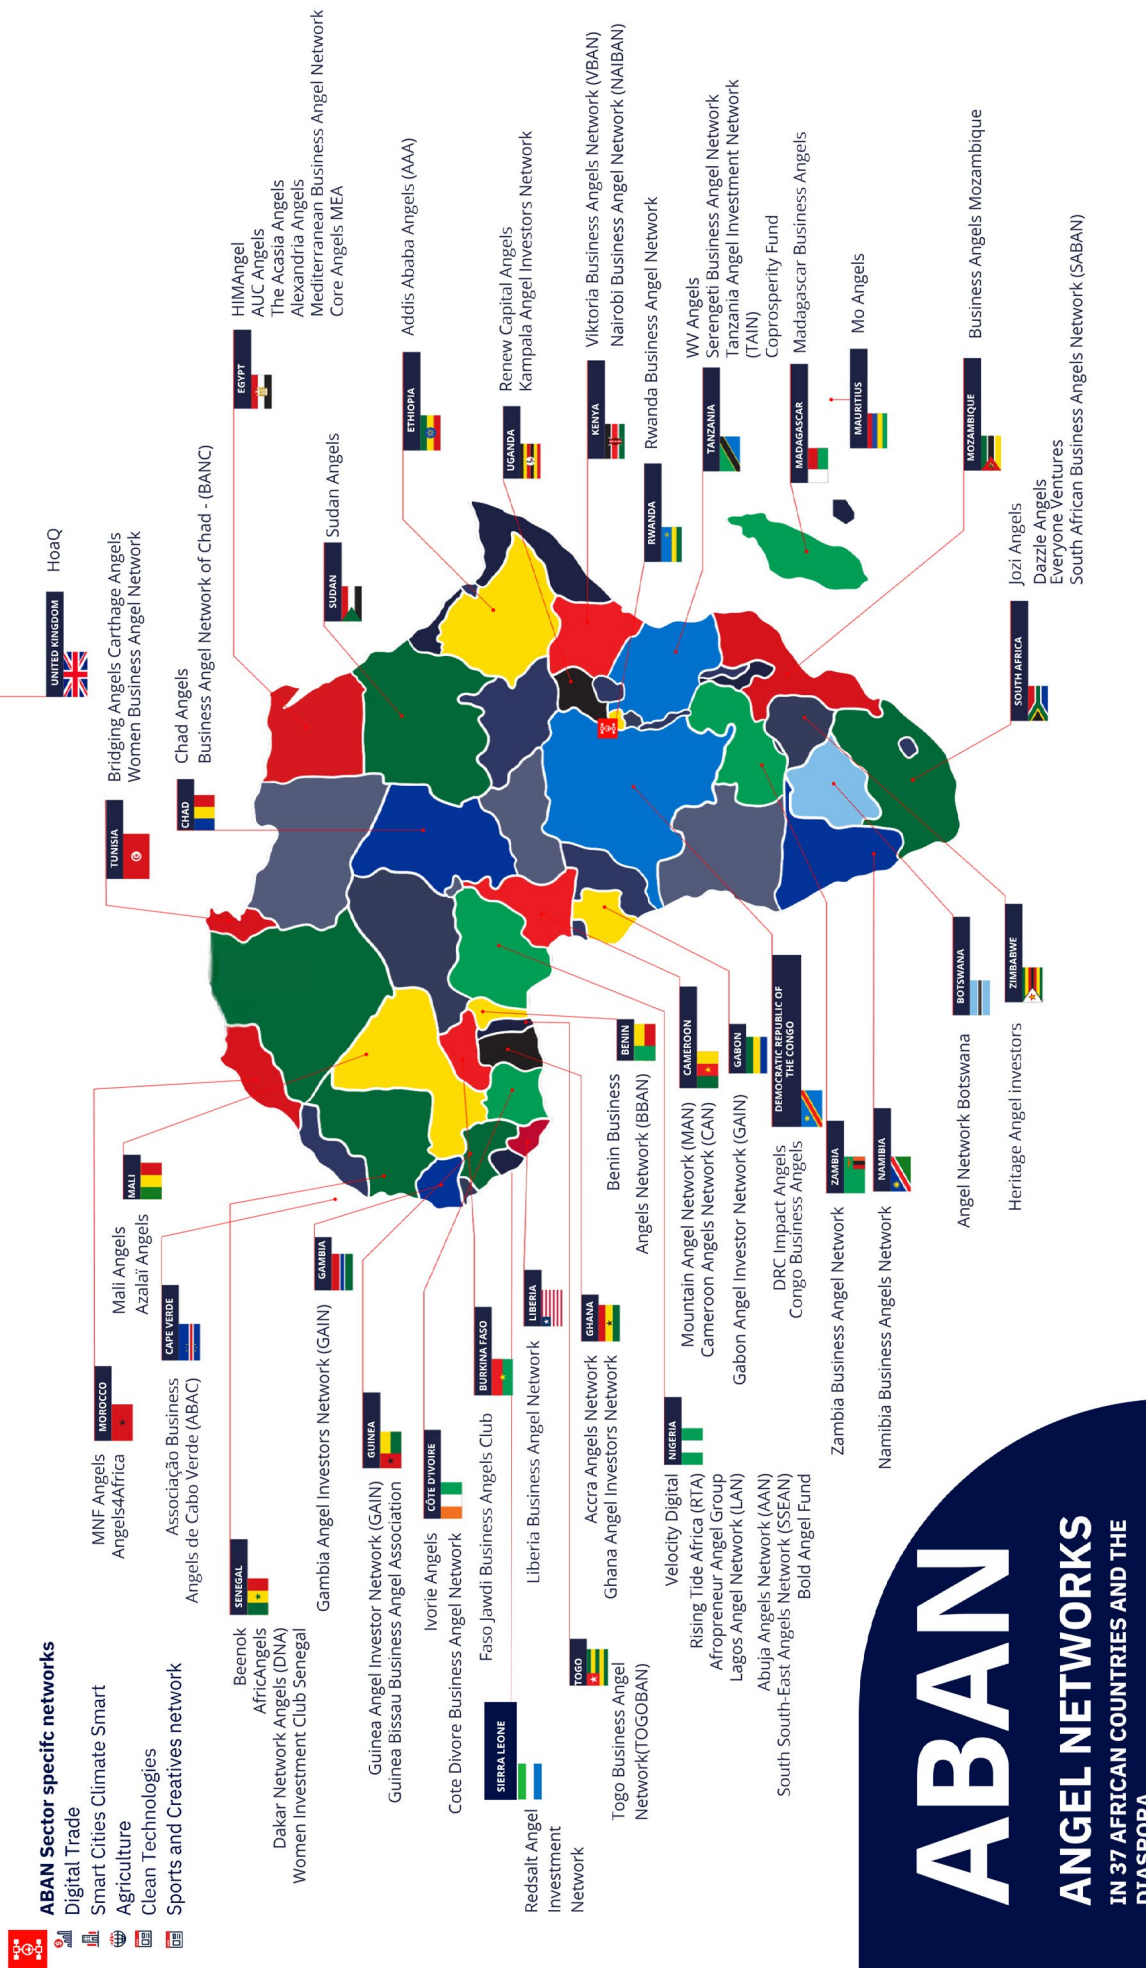 ABAN Sector specifc networks
Digital Trade
Smart Cities Climate Smart
Agriculture
Clean Technologies
Sports and Creatives network
MOROCCO
MNF Angels
Angels4Africa
MALI
Mali Angels
Azalaï Angels
CAPE VERDE
Associação Business
Angels de Cabo Verde (ABAC)
SENEGAL
Beenok
AfricAngels
Dakar Network Angels (DNA)
Women Investment Club Senegal
GAMBIA
Gambia Angel Investors Network (GAIN)
GUINEA
Guinea Angel Investor Network (GAIN)
Guinea Bissau Business Angel Association
CÔTE D'IVOIRE
Ivorie Angels
Cote Divore Business Angel Network
BURKINA FASO
Faso Jawdi Business Angels Club
SIERRA LEONE
Redsalt Angel
Investment
Network
LIBERIA
Liberia Business Angel Network
GHANA
Accra Angels Network
Ghana Angel Investors Network
TOGO
Togo Business Angel
Network(TOGOBAN)
BENIN
Benin Business
Angels Network (BBAN)
NIGERIA
Velocity Digital
Rising Tide Africa (RTA)
Afropreneur Angel Group
Lagos Angel Network (LAN)
Abuja Angels Network (AAN)
South South-East Angels Network (SSEAN)
Bold Angel Fund
CAMEROON
Mountain Angel Network (MAN)
Cameroon Angels Network (CAN)
GABON
Gabon Angel Investor Network (GAIN)
DEMOCRATIC REPUBLIC OF
THE CONGO
DRC Impact Angels
Congo Business Angels
ZAMBIA
Zambia Business Angel Network
NAMIBIA
Namibia Business Angels Network
BOTSWANA
Angel Network Botswana
ZIMBABWE
Heritage Angel investors
UNITED KINGDOM
HoaQ
TUNISIA
Bridging Angels Carthage Angels
Women Business Angel Network
CHAD
Chad Angels
Business Angel Network of Chad - (BANC)
EGYPT
HIMAngel
AUC Angels
The Acasia Angels
Alexandria Angels
Mediterranean Business Angel Network
Core Angels MEA
SUDAN
Sudan Angels
ETHIOPIA
Addis Ababa Angels (AAA)
UGANDA
Renew Capital Angels
Kampala Angel Investors Network
KENYA
Viktoria Business Angels Network (VBAN)
Nairobi Business Angel Network (NAIBAN)
RWANDA
Rwanda Business Angel Network
TANZANIA
WV Angels
Serengeti Business Angel Network
Tanzania Angel Investment Network
(TAIN)
Coprosperity Fund
MADAGASCAR
Madagascar Business Angels
MAURITIUS
Mo Angels
MOZAMBIQUE
Business Angels Mozambique
SOUTH AFRICA
Jozi Angels
Dazzle Angels
Everyone Ventures
South African Business Angels Network (SABAN)
ABAN
ANGEL NETWORKS
IN 37 AFRICAN COUNTRIES AND THE
DIASPORA